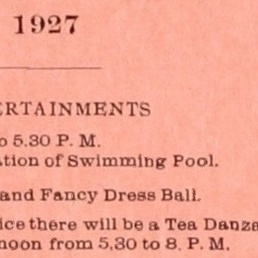 1927
ERTAINMENTS
o 5.30 P. M.
ation of Swimming Pool.
and Fancy Dress Ball.
ice there will be a Tea Danza
noon from 5,30 to 8. P. M.